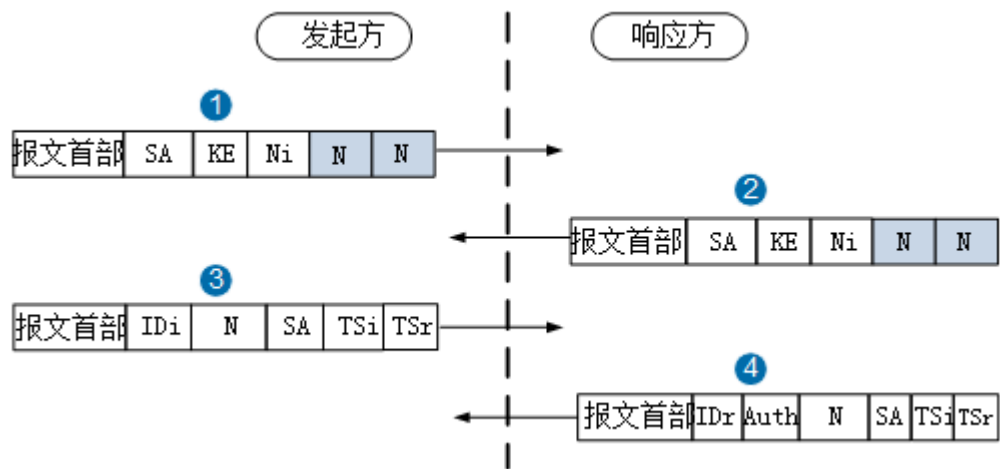 发起方 响应方
1
报文首部 SA KE Ni N N
2
报文首部 SA KE Ni N N
3
报文首部 IDi N SA TSi TSr
4
报文首部 IDr Auth N SA TSi TSr